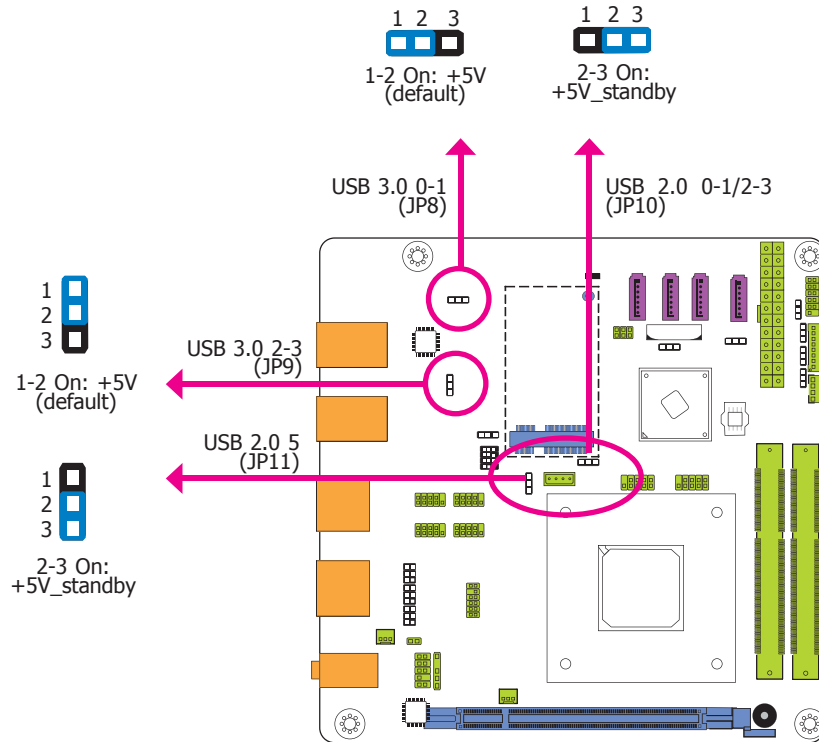 1 2 3
1-2 On: +5V
(default)
1 2 3
2-3 On:
+5V_standby
USB 3.0 0-1
(JP8)
USB 2.0 0-1/2-3
(JP10)
1
2
3
1-2 On: +5V
(default)
USB 3.0 2-3
(JP9)
USB 2.0 5
(JP11)
1
2
3
2-3 On:
+5V_standby